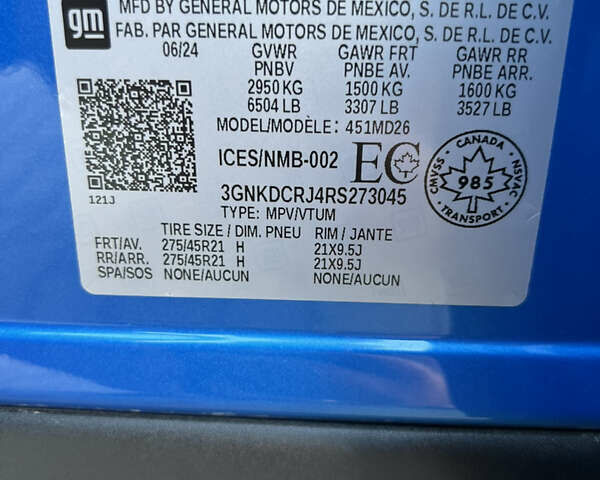 gm
MFD BY GENERAL MOTORS DE MEXICO, S. DE R.L. DE C.V.
FAB. PAR GENERAL MOTORS DE MEXICO, S. DE R.L. DE C.V.
06/24 GVWR GAWR FRT GAWR RR
PNBV PNBE AV. PNBE ARR.
2950 KG 1500 KG 1600 KG
6504 LB 3307 LB 3527 LB
MODEL/MODÈLE: 451MD26
ICES/NMB-002 EC
CANADA
CMVSS 985 NSVAC
TRANSPORT
3GNKDCRJ4RS273045
121J
TYPE: MPV/VTUM
TIRE SIZE / DIM. PNEU RIM / JANTE
FRT/AV. 275/45R21 H 21X9.5J
RR/ARR. 275/45R21 H 21X9.5J
SPA/SOS NONE/AUCUN NONE/AUCUN